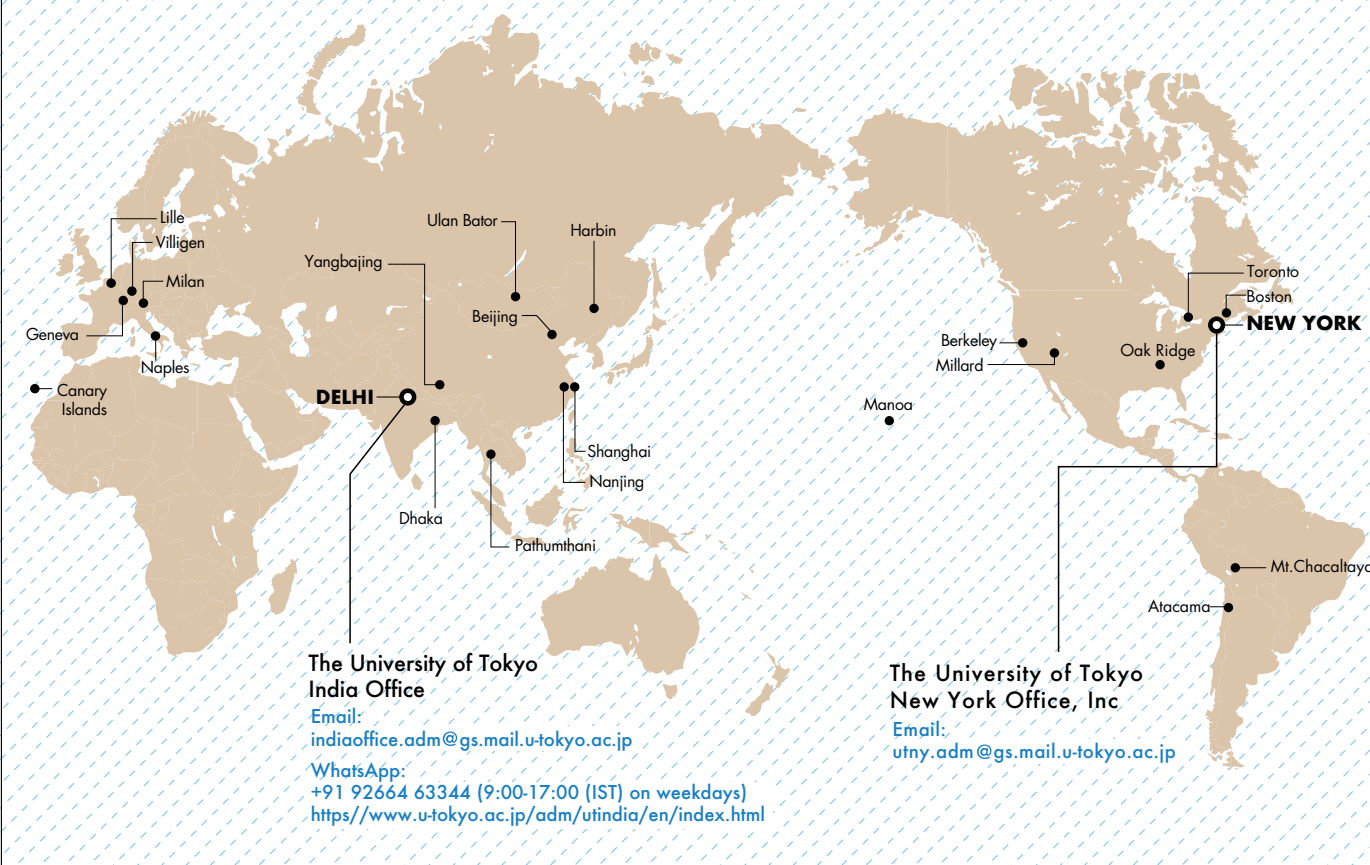 Lille
Villigen
Milan
Geneva
Naples
Canary
Islands
Ulan Bator
Harbin
Yangbajing
Beijing
DELHI
Shanghai
Nanjing
Dhaka
Pathumthani
Toronto
Boston
NEW YORK
Berkeley
Oak Ridge
Millard
Manoa
Mt.Chacaltaya
Atacama
The University of Tokyo
India Office
Email:
indiaoffice.adm@gs.mail.u-tokyo.ac.jp
WhatsApp:
+91 92664 63344 (9:00-17:00 (IST) on weekdays)
https//www.u-tokyo.ac.jp/adm/utindia/en/index.html
The University of Tokyo
New York Office, Inc
Email:
utny.adm@gs.mail.u-tokyo.ac.jp